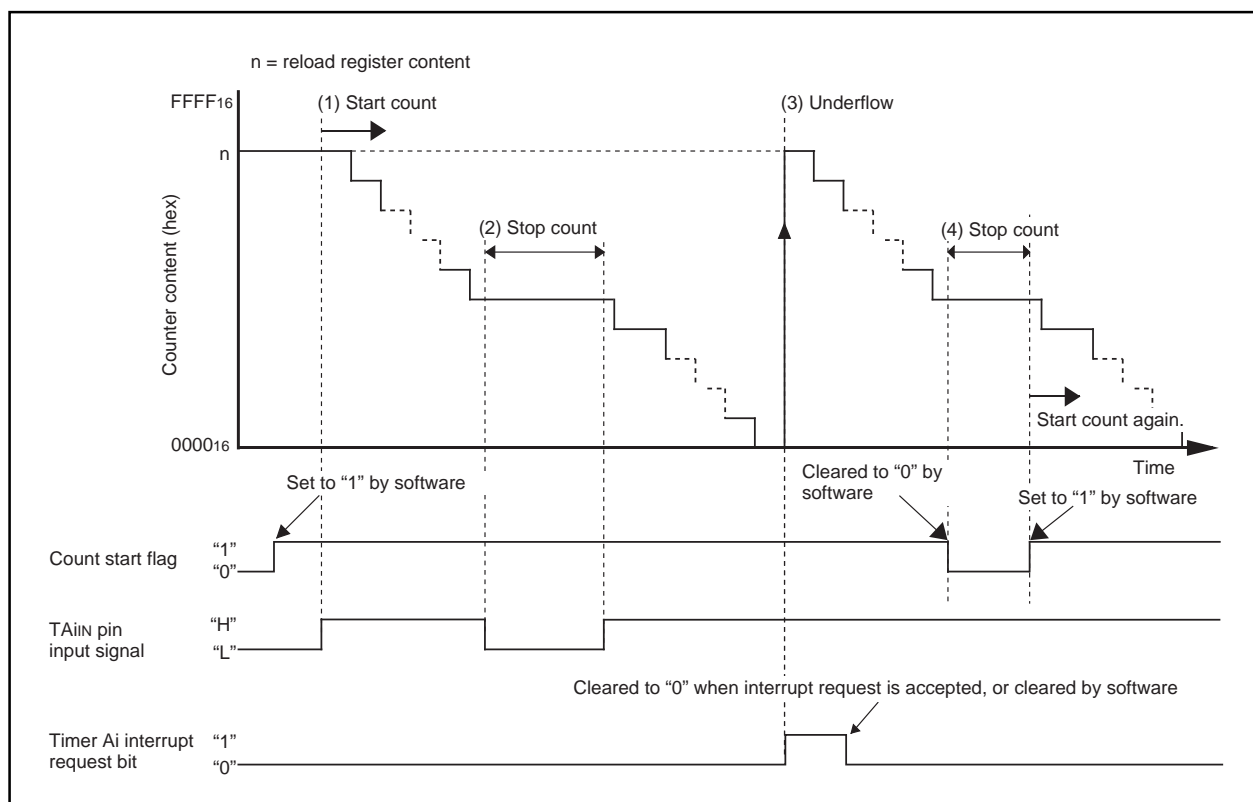 n = reload register content
FFFF16
(1) Start count
(3) Underflow
n
Counter content (hex)
(2) Stop count
(4) Stop count
Start count again.
000016
Time
Set to “1” by software
Cleared to “0” by
software
Set to “1” by software
Count start flag
“1”
“0”
TAiIN pin
input signal
“H”
“L”
Cleared to “0” when interrupt request is accepted, or cleared by software
Timer Ai interrupt
request bit
“1”
“0”